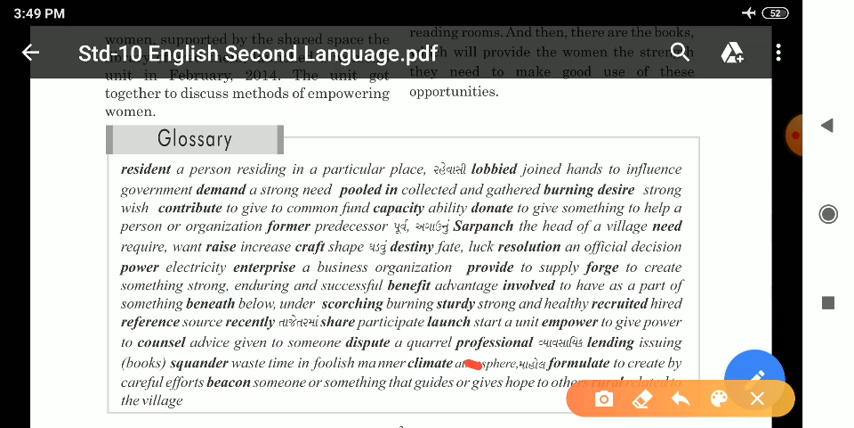 3:49 PM
52
women, supported by the shared space the
reading rooms. And then, there are the books,
Std-10 English Second Language.pdf
will provide the women the strength
unit in February, 2014. The unit got
they need to make good use of these
together to discuss methods of empowering
opportunities.
women.
Glossary
resident a person residing in a particular place, રહેવાસી lobbied joined hands to influence
government demand a strong need pooled in collected and gathered burning desire strong
wish contribute to give to common fund capacity ability donate to give something to help a
person or organization former predecessor પૂર્વ, અગાઉનું Sarpanch the head of a village need
require, want raise increase craft shape ઘડવું destiny fate, luck resolution an official decision
power electricity enterprise a business organization provide to supply forge to create
something strong, enduring and successful benefit advantage involved to have as a part of
something beneath below, under scorching burning sturdy strong and healthy recruited hired
reference source recently તાજેતરમાં share participate launch start a unit empower to give power
to counsel advice given to someone dispute a quarrel professional વ્યાવસાયિક lending issuing
(books) squander waste time in foolish manner climate માહોલ formulate to create by
careful efforts beacon someone or something that guides or gives hope to others rural related to
the village